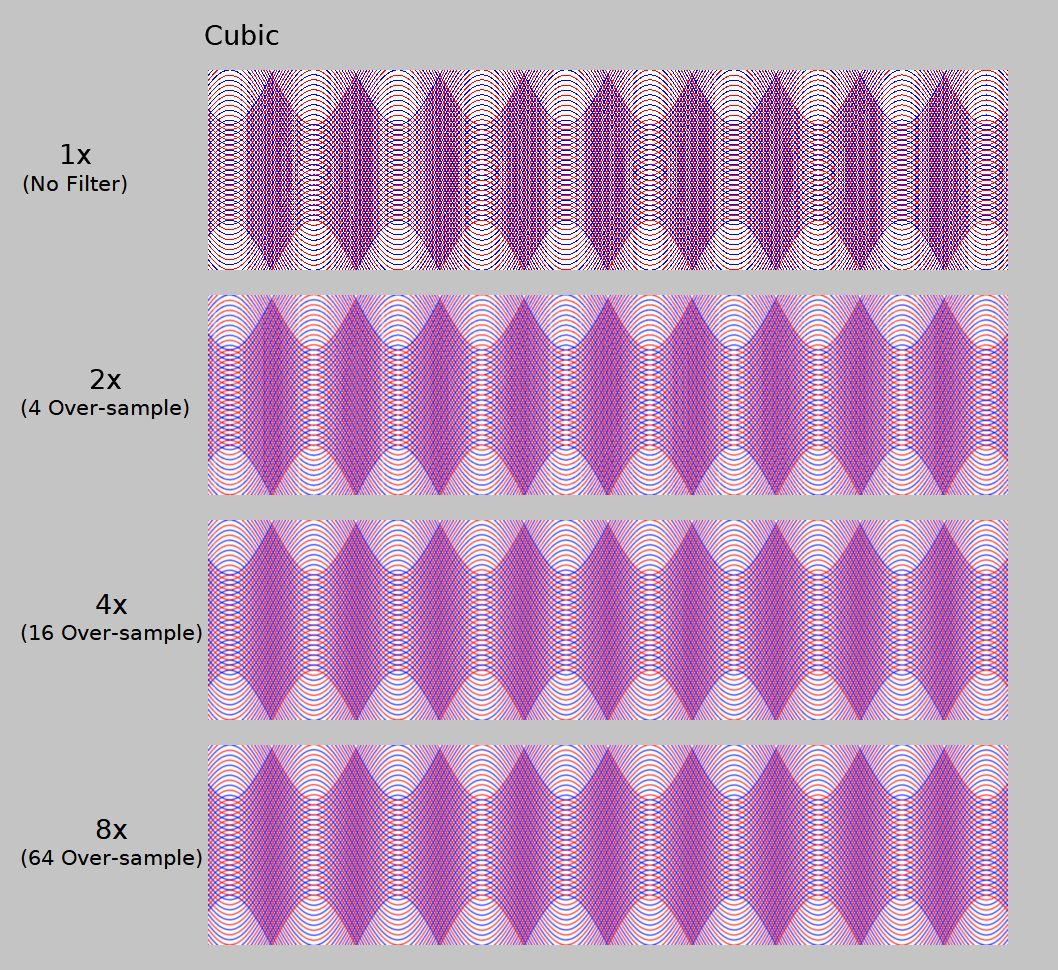 Cubic
1x
(No Filter)
2x
(4 Over-sample)
4x
(16 Over-sample)
8x
(64 Over-sample)